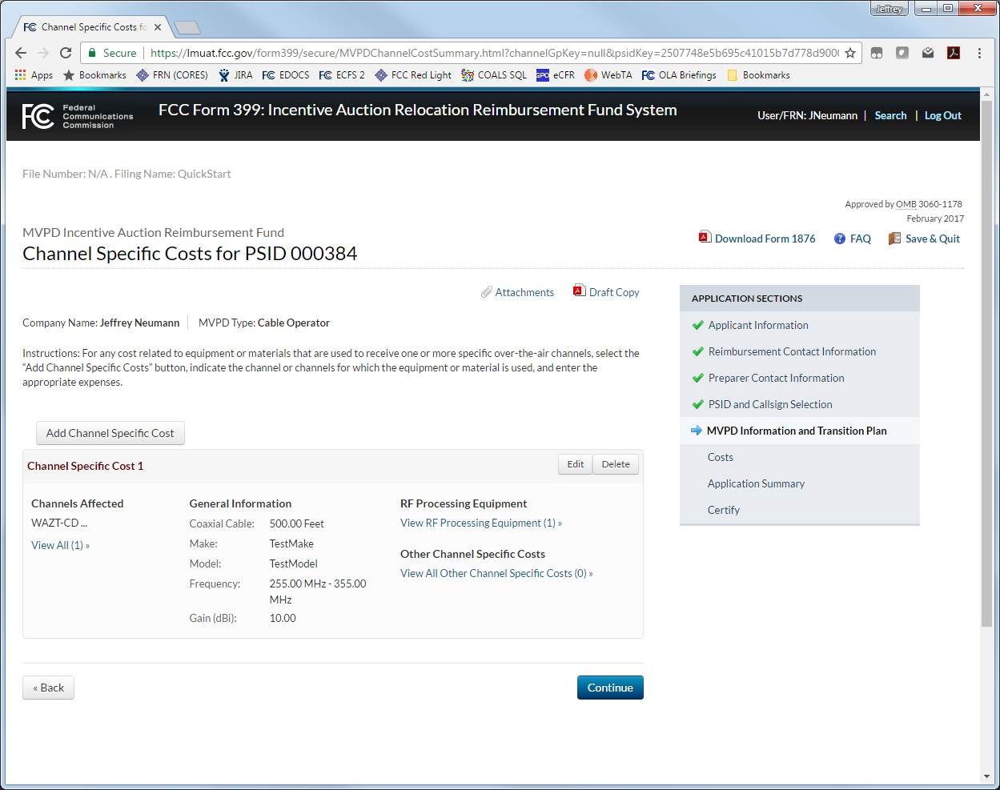 Jeffrey
FCC Channel Specific Costs fo
Secure https://lmuat.fcc.gov/form399/secure/MVPDChannelCostSummary.html?channelGpKey=null&psidKey=2507748e5b695c41015b7d778d900
Apps Bookmarks FRN (CORES) JIRA FCC EDOCS FCC ECFS 2 FCC Red Light COALS SQL GPO eCFR WebTA FCC OLA Briefings Bookmarks
FCC Federal Communications Commission
FCC Form 399: Incentive Auction Relocation Reimbursement Fund System
User/FRN: JNeumann | Search | Log Out
File Number: N/A . Filing Name: QuickStart
Approved by OMB 3060-1178
February 2017
MVPD Incentive Auction Reimbursement Fund
Channel Specific Costs for PSID 000384
Download Form 1876 FAQ Save & Quit
Attachments Draft Copy
Company Name: Jeffrey Neumann MVPD Type: Cable Operator
Instructions: For any cost related to equipment or materials that are used to receive one or more specific over-the-air channels, select the
“Add Channel Specific Costs” button, indicate the channel or channels for which the equipment or material is used, and enter the
appropriate expenses.
Add Channel Specific Cost
Channel Specific Cost 1
Edit Delete
Channels Affected
WAZT-CD ...
View All (1) »
General Information
Coaxial Cable: 500.00 Feet
Make: TestMake
Model: TestModel
Frequency: 255.00 MHz - 355.00
MHz
Gain (dBi): 10.00
RF Processing Equipment
View RF Processing Equipment (1) »
Other Channel Specific Costs
View All Other Channel Specific Costs (0) »
« Back
Continue
APPLICATION SECTIONS
Applicant Information
Reimbursement Contact Information
Preparer Contact Information
PSID and Callsign Selection
MVPD Information and Transition Plan
Costs
Application Summary
Certify